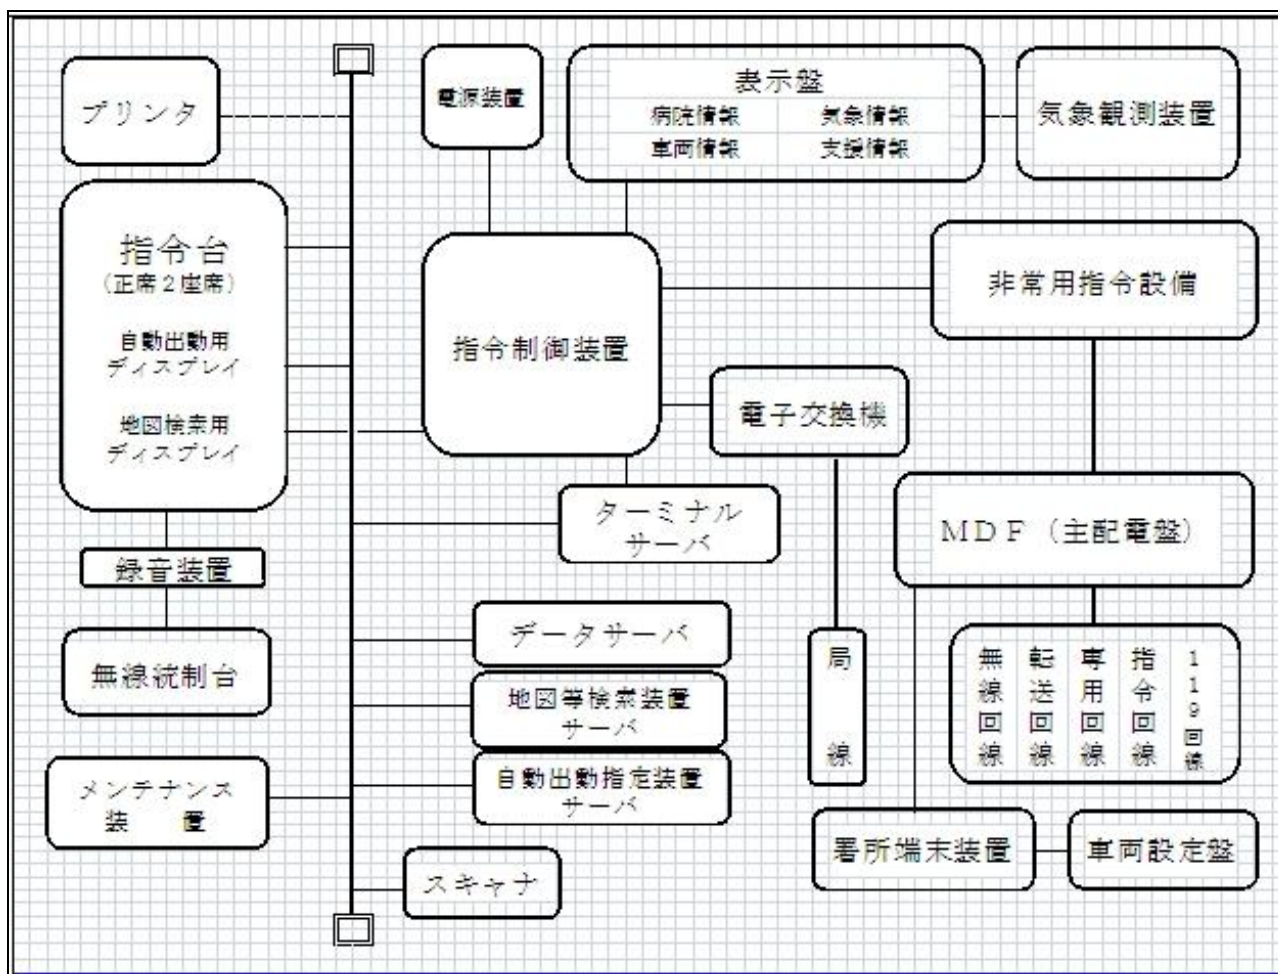 プリンタ
電源装置
表示盤
病院情報 気象情報
車両情報 支援情報
気象観測装置
指令台
（正席２座席）
自動出動用
ディスプレイ
地図検索用
ディスプレイ
指令制御装置
非常用指令設備
電子交換機
ターミナル
サーバ
ＭＤＦ（主配電盤）
録音装置
無線統制台
データサーバ
地図等検索装置
サーバ
自動出動指定装置
サーバ
局線
無線回線
転送回線
専用回線
指令回線
１１９回線
メンテナンス
装置
署所端末装置
車両設定盤
スキャナ